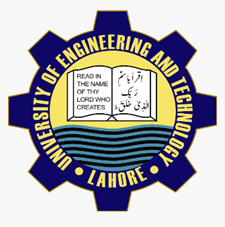 UNIVERSITY OF ENGINEERING AND TECHNOLOGY
READ IN
THE NAME
OF THY
LORD WHO
CREATES
اقرأ باسم
ربك
الذي خلق
• LAHORE •